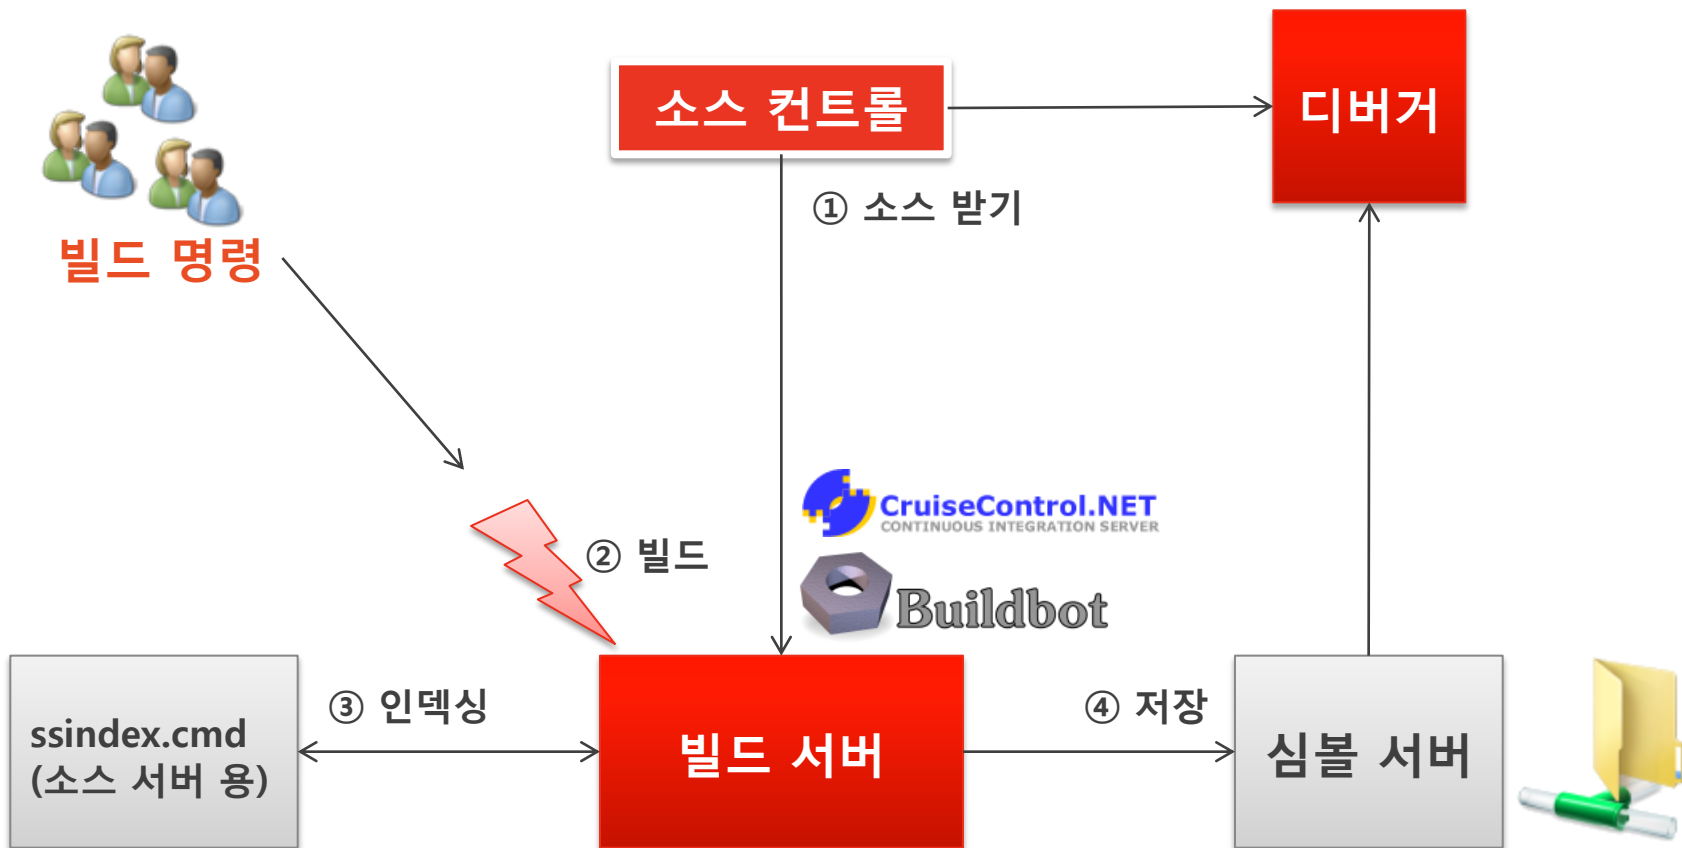 소스 컨트롤
디버거
① 소스 받기
빌드 명령
CruiseControl.NET
CONTINUOUS INTEGRATION SERVER
② 빌드
Buildbot
③ 인덱싱
④ 저장
ssindex.cmd
(소스 서버 용)
빌드 서버
심볼 서버